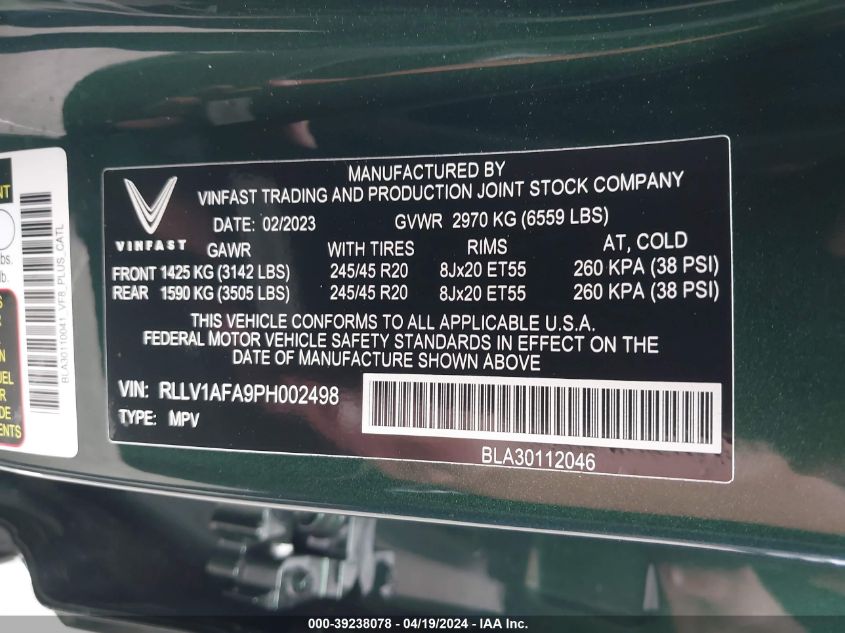 MANUFACTURED BY
VINFAST TRADING AND PRODUCTION JOINT STOCK COMPANY
VINFAST
DATE: 02/2023 GVWR 2970 KG (6559 LBS)
GAWR WITH TIRES RIMS AT, COLD
FRONT 1425 KG (3142 LBS) 245/45 R20 8Jx20 ET55 260 KPA (38 PSI)
REAR 1590 KG (3505 LBS) 245/45 R20 8Jx20 ET55 260 KPA (38 PSI)
THIS VEHICLE CONFORMS TO ALL APPLICABLE U.S.A.
FEDERAL MOTOR VEHICLE SAFETY STANDARDS IN EFFECT ON THE
DATE OF MANUFACTURE SHOWN ABOVE
VIN: RLLV1AFA9PH002498
TYPE: MPV
BLA30112046
BLA30110041_VF8_PLUS_CATL
lbs.
lb.
000-39238078 - 04/19/2024 - IAA Inc.